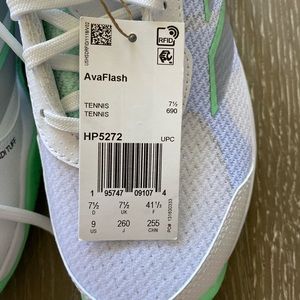 RFID
AvaFlash
TENNIS 7½
TENNIS 690
HP5272 UPC
1 95747 09107 4
7½ 7½ 41⅓
D UK F
9 260 255
US J CHN